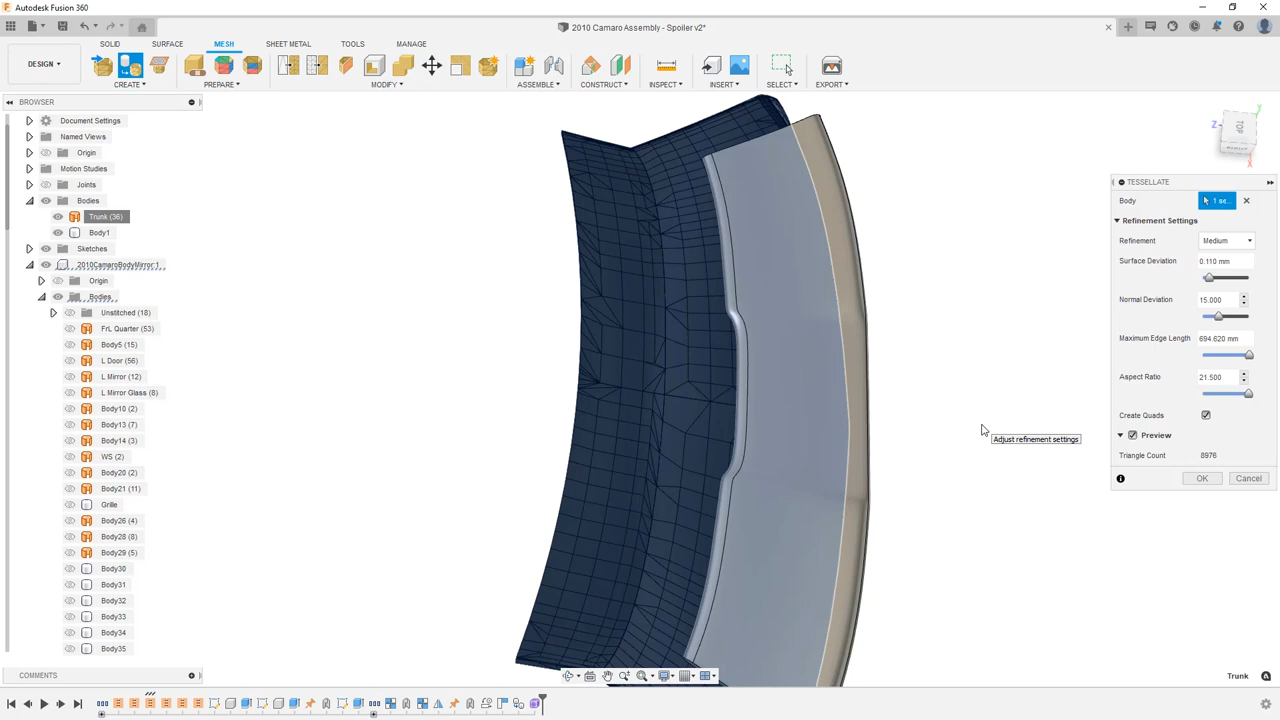 Autodesk Fusion 360
2010 Camaro Assembly - Spoiler v2*
DESIGN
SOLID SURFACE MESH SHEET METAL TOOLS MANAGE
CREATE PREPARE MODIFY ASSEMBLE CONSTRUCT INSPECT INSERT SELECT EXPORT
BROWSER
Document Settings
Named Views
Origin
Motion Studies
Joints
Bodies
Trunk (36)
Body1
Sketches
2010CamaroBodyMirror:1
Origin
Bodies
Unstitched (18)
FrL Quarter (53)
Body5 (15)
L Door (56)
L Mirror (12)
L Mirror Glass (8)
Body10 (2)
Body13 (7)
Body14 (3)
WS (2)
Body20 (2)
Body21 (11)
Grille
Body26 (4)
Body28 (8)
Body29 (5)
Body30
Body31
Body32
Body33
Body34
Body35
COMMENTS
Z
Y
X
TOP
TESSELLATE
Body 1 se...
Refinement Settings
Refinement Medium
Surface Deviation 0.110 mm
Normal Deviation 15.000
Maximum Edge Length 694.620 mm
Aspect Ratio 21.500
Create Quads
Preview
Triangle Count 8976
OK Cancel
Adjust refinement settings
Trunk